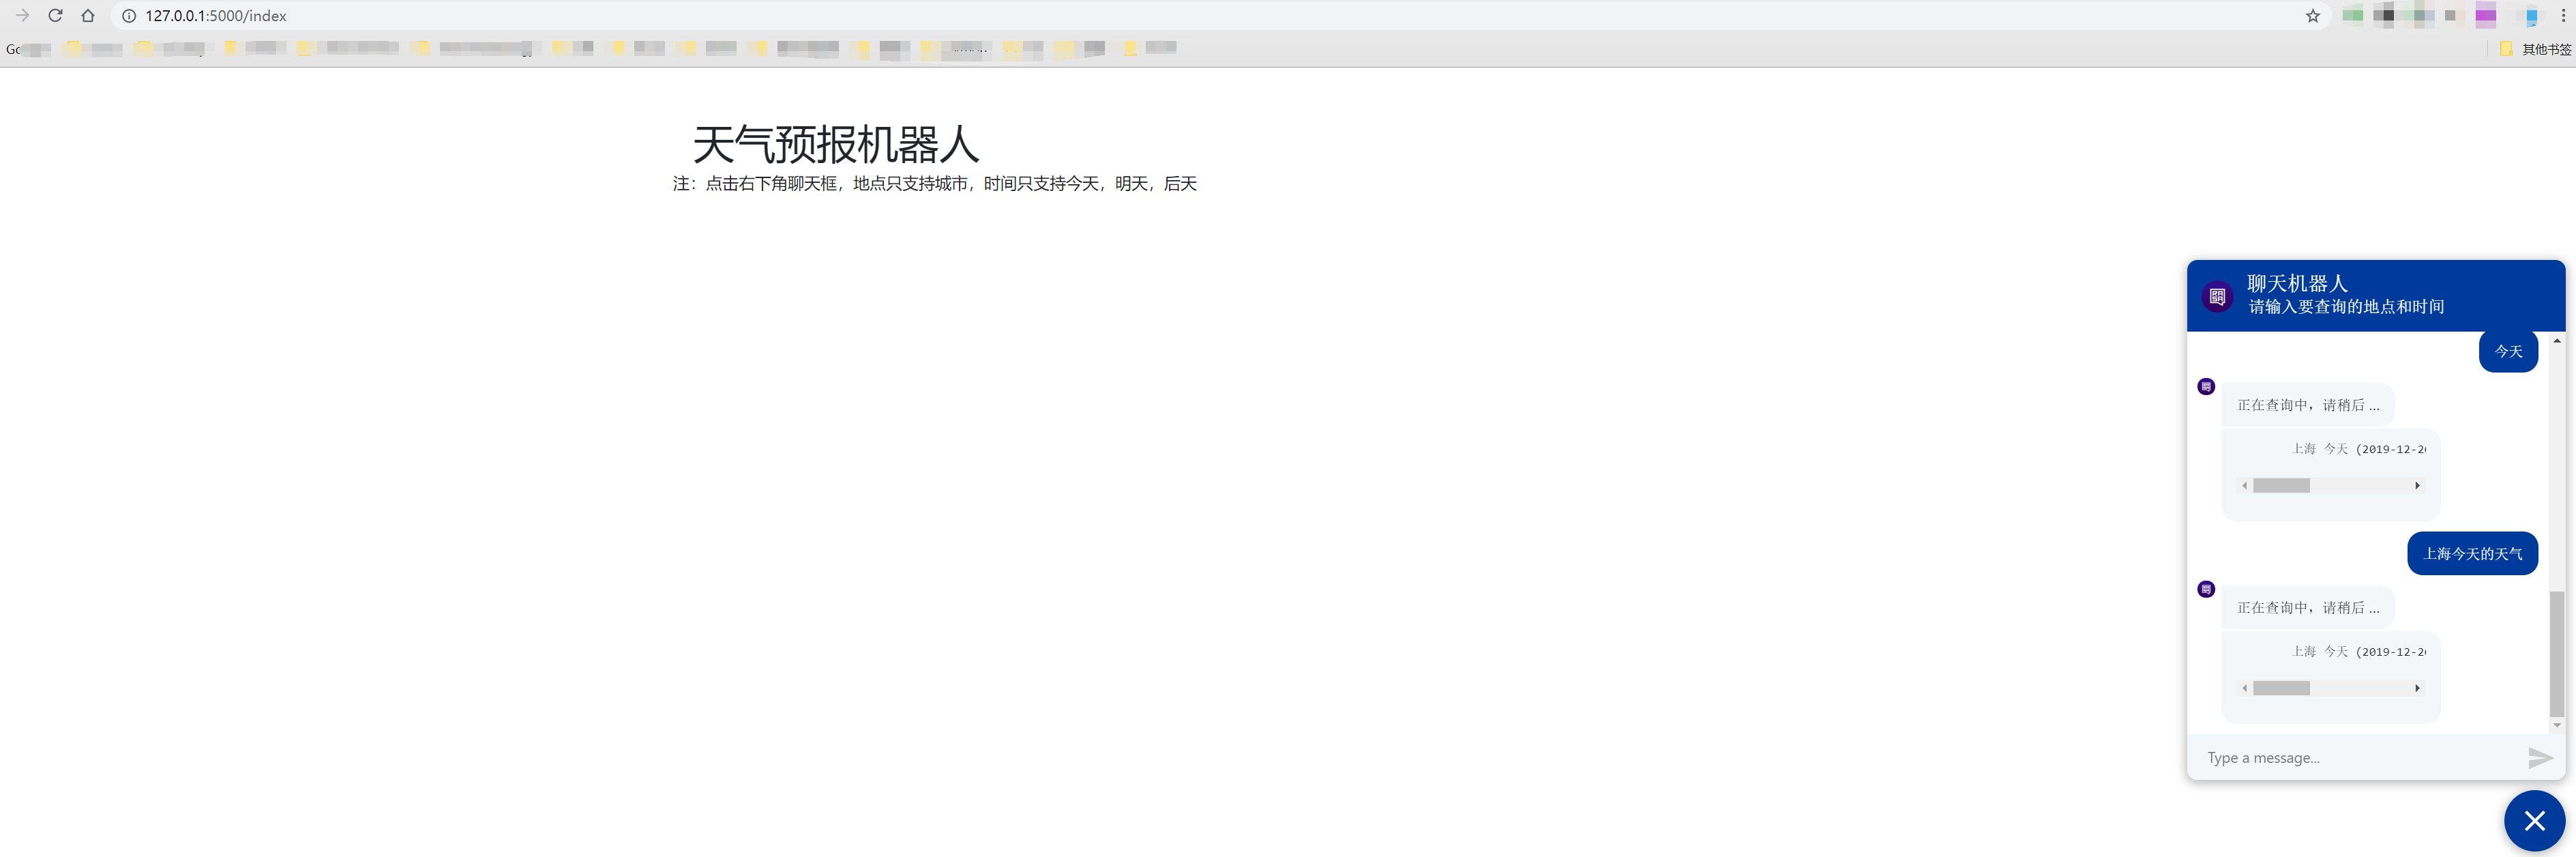 127.0.0.1:5000/index
其他书签
天气预报机器人
注：点击右下角聊天框，地点只支持城市，时间只支持今天，明天，后天
聊天机器人
请输入要查询的地点和时间
今天
正在查询中，请稍后 ...
上海 今天 (2019-12-2
上海今天的天气
正在查询中，请稍后 ...
上海 今天 (2019-12-2
Type a message...